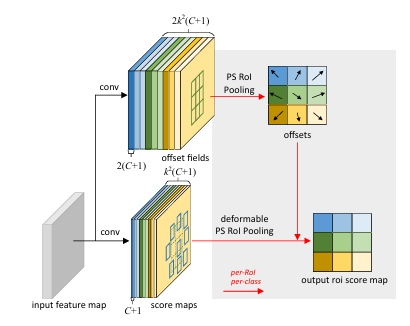 2k²(C+1)
conv
PS RoI
Pooling
offset fields
offsets
2(C+1)
k²(C+1)
conv
deformable
PS RoI Pooling
per-RoI
per-class
input feature map
C+1
score maps
output roi score map